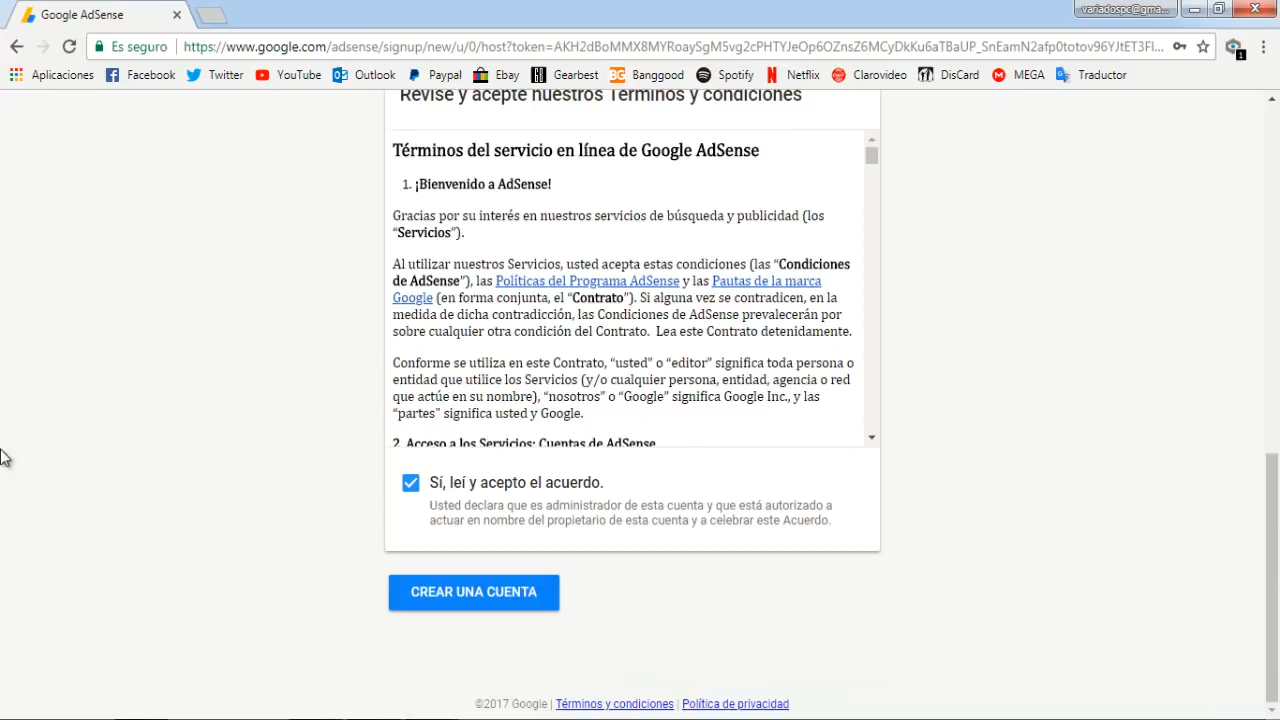 Google AdSense
variadospc@gma...
Es seguro
https://www.google.com/adsense/signup/new/u/0/host?token=AKH2dBoMMX8MYRoaySgM5vg2cPHTYJeOp6OZnsZ6MCyDkKu6aTBaUP_SnEamN2afp0totov96YJtET3Fl...
1
Aplicaciones
Facebook
Twitter
YouTube
Outlook
Paypal
Ebay
Gearbest
Banggood
Spotify
Netflix
Clarovideo
DisCard
MEGA
Traductor
Revise y acepte nuestros Términos y condiciones
Términos del servicio en línea de Google AdSense
1. ¡Bienvenido a AdSense!
Gracias por su interés en nuestros servicios de búsqueda y publicidad (los
“Servicios”).
Al utilizar nuestros Servicios, usted acepta estas condiciones (las “Condiciones
de AdSense”), las Políticas del Programa AdSense y las Pautas de la marca
Google (en forma conjunta, el “Contrato”). Si alguna vez se contradicen, en la
medida de dicha contradicción, las Condiciones de AdSense prevalecerán por
sobre cualquier otra condición del Contrato.  Lea este Contrato detenidamente.
Conforme se utiliza en este Contrato, “usted” o “editor” significa toda persona o
entidad que utilice los Servicios (y/o cualquier persona, entidad, agencia o red
que actúe en su nombre), “nosotros” o “Google” significa Google Inc., y las
“partes” significa usted y Google.
2. Acceso a los Servicios; Cuentas de AdSense
Sí, leí y acepto el acuerdo.
Usted declara que es administrador de esta cuenta y que está autorizado a
actuar en nombre del propietario de esta cuenta y a celebrar este Acuerdo.
CREAR UNA CUENTA
©2017 Google | Términos y condiciones | Política de privacidad